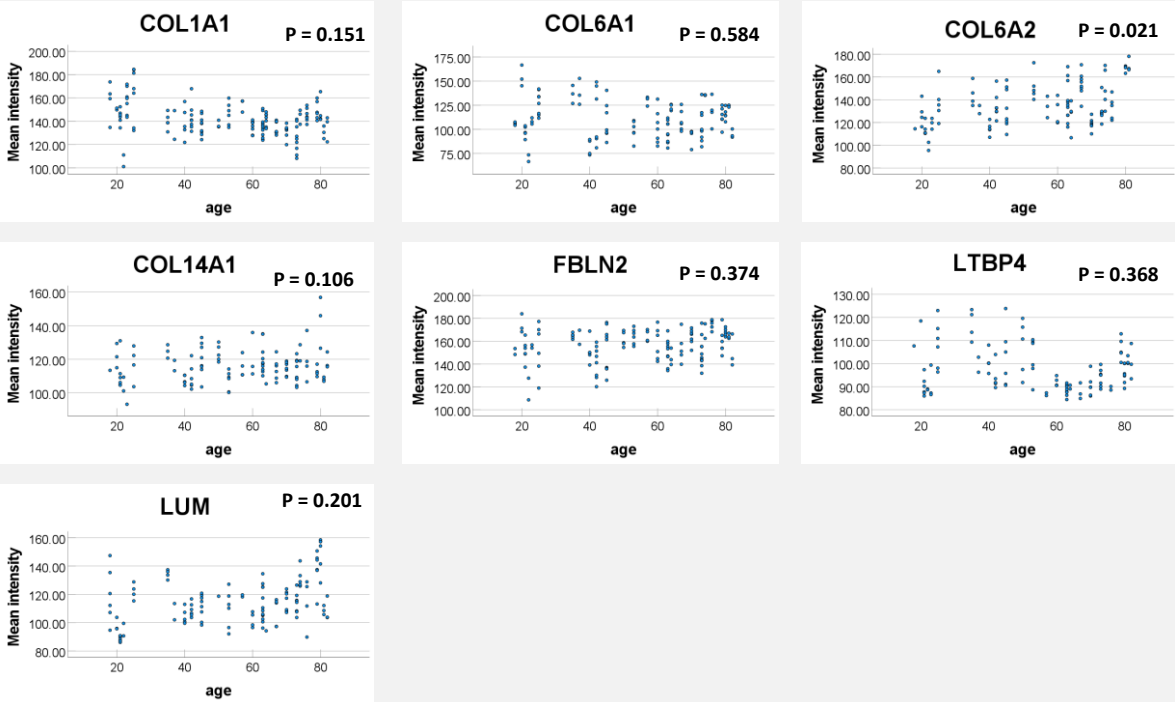 COL1A1
P = 0.151
200.00
180.00
160.00
140.00
120.00
100.00
Mean intensity
20
40
60
80
age
COL6A1
P = 0.584
175.00
150.00
125.00
100.00
75.00
Mean intensity
20
40
60
80
age
COL6A2
P = 0.021
180.00
160.00
140.00
120.00
100.00
80.00
Mean intensity
20
40
60
80
age
COL14A1
P = 0.106
160.00
140.00
120.00
100.00
Mean intensity
20
40
60
80
age
FBLN2
P = 0.374
200.00
180.00
160.00
140.00
120.00
100.00
Mean intensity
20
40
60
80
age
LTBP4
P = 0.368
130.00
120.00
110.00
100.00
90.00
80.00
Mean intensity
20
40
60
80
age
LUM
P = 0.201
160.00
140.00
120.00
100.00
80.00
Mean intensity
20
40
60
80
age